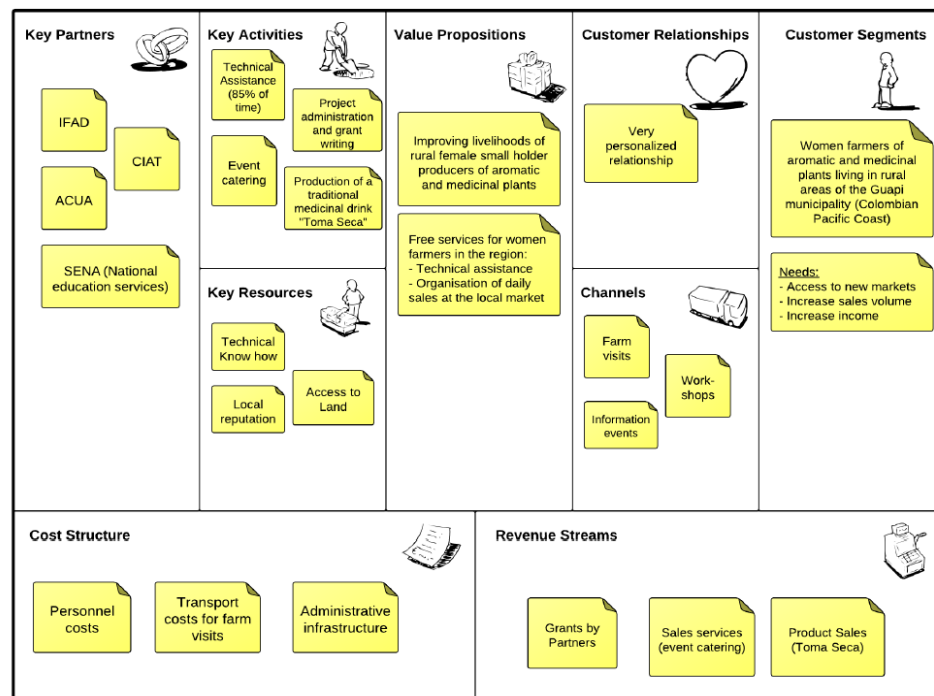 Key Partners
IFAD
CIAT
ACUA
SENA (National
education services)
Key Activities
Technical
Assistance
(85% of
time)
Project
administration
and grant
writing
Event
catering
Production of a
traditional
medicinal drink
"Toma Seca"
Key Resources
Technical
Know how
Access to
Land
Local
reputation
Value Propositions
Improving livelihoods of
rural female small holder
producers of aromatic
and medicinal plants
Free services for women
farmers in the region:
- Technical assistance
- Organisation of daily
sales at the local market
Customer Relationships
Very
personalized
relationship
Channels
Farm
visits
Work-
shops
Information
events
Customer Segments
Women farmers of
aromatic and medicinal
plants living in rural
areas of the Guapi
municipality (Colombian
Pacific Coast)
Needs:
- Access to new markets
- Increase sales volume
- Increase income
Cost Structure
Personnel
costs
Transport
costs for farm
visits
Administrative
infrastructure
Revenue Streams
Grants by
Partners
Sales services
(event catering)
Product Sales
(Toma Seca)